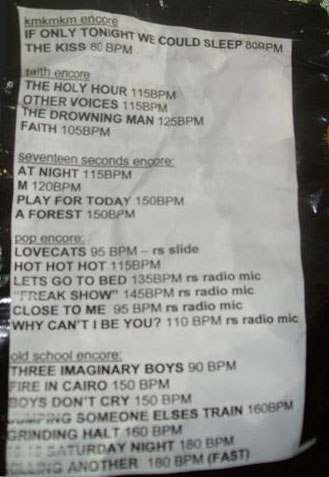 kmkmkm encore
IF ONLY TONIGHT WE COULD SLEEP 80BPM
THE KISS 80 BPM
faith encore
THE HOLY HOUR 115BPM
OTHER VOICES 115BPM
THE DROWNING MAN 125BPM
FAITH 105BPM
seventeen seconds encore:
AT NIGHT 115BPM
M 120BPM
PLAY FOR TODAY 150BPM
A FOREST 150BPM
pop encore:
LOVECATS 95 BPM – rs slide
HOT HOT HOT 115BPM
LETS GO TO BED 135BPM rs radio mic
"FREAK SHOW" 145BPM rs radio mic
CLOSE TO ME 95 BPM rs radio mic
WHY CAN'T I BE YOU? 110 BPM rs radio mic
old school encore:
THREE IMAGINARY BOYS 90 BPM
FIRE IN CAIRO 150 BPM
BOYS DON'T CRY 150 BPM
JUMPING SOMEONE ELSES TRAIN 160BPM
GRINDING HALT 160 BPM
SATURDAY NIGHT 180 BPM
KILLING ANOTHER 180 BPM (FAST)